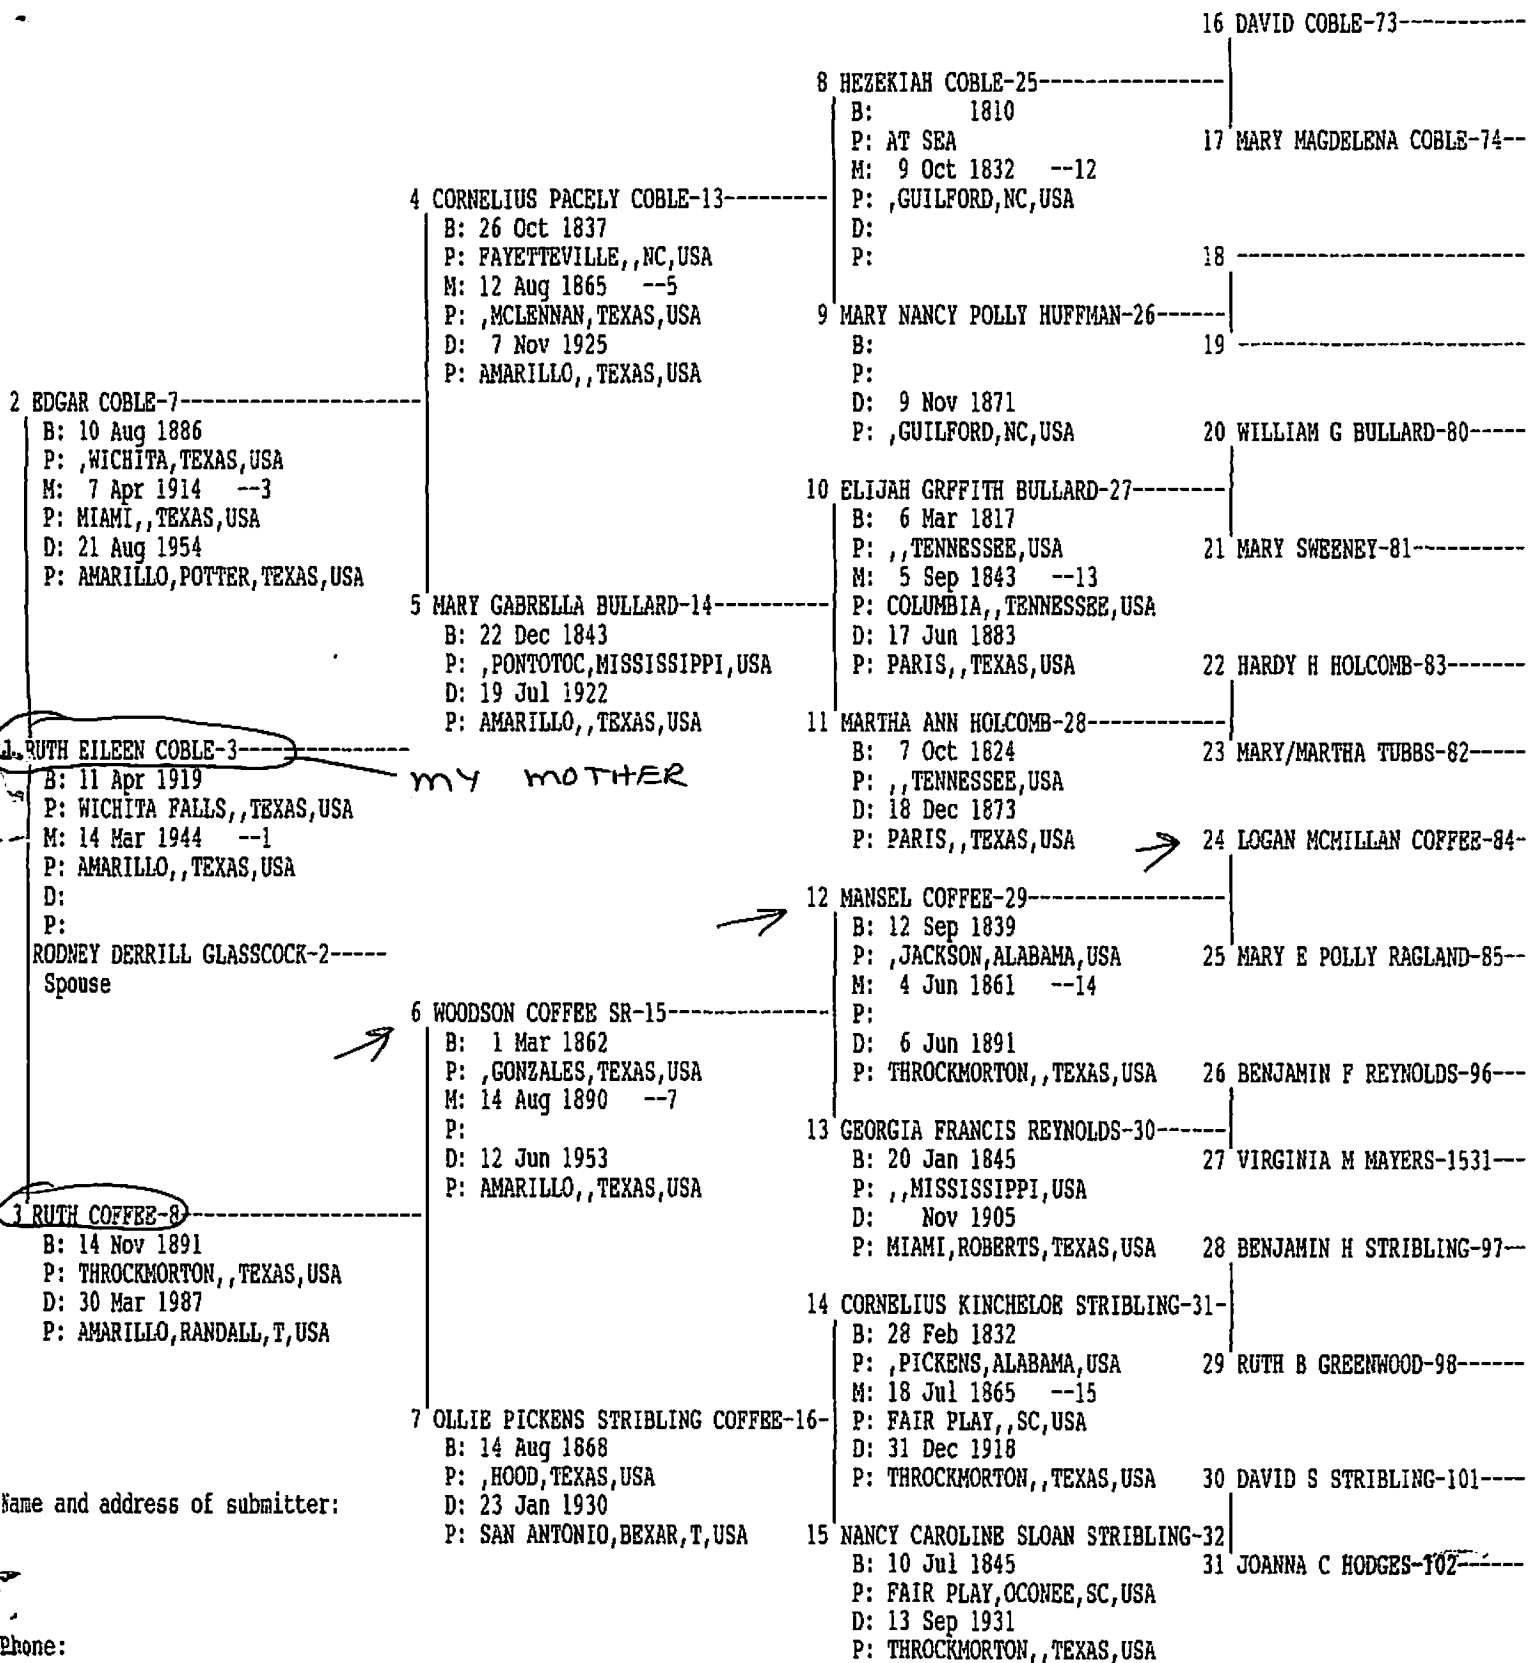 16 DAVID COBLE-73
8 HEZEKIAH COBLE-25
B: 1810
P: AT SEA
M: 9 Oct 1832 --12
P: ,GUILFORD,NC,USA
D:
P:
17 MARY MAGDELENA COBLE-74
4 CORNELIUS PACELY COBLE-13
B: 26 Oct 1837
P: FAYETTEVILLE,,NC,USA
M: 12 Aug 1865 --5
P: ,MCLENNAN,TEXAS,USA
D: 7 Nov 1925
P: AMARILLO,,TEXAS,USA
18
9 MARY NANCY POLLY HUFFMAN-26
B:
P:
D: 9 Nov 1871
P: ,GUILFORD,NC,USA
19
2 EDGAR COBLE-7
B: 10 Aug 1886
P: ,WICHITA,TEXAS,USA
M: 7 Apr 1914 --3
P: MIAMI,,TEXAS,USA
D: 21 Aug 1954
P: AMARILLO,POTTER,TEXAS,USA
20 WILLIAM G BULLARD-80
10 ELIJAH GRFFITH BULLARD-27
B: 6 Mar 1817
P: ,,TENNESSEE,USA
M: 5 Sep 1843 --13
P: COLUMBIA,,TENNESSEE,USA
D: 17 Jun 1883
P: PARIS,,TEXAS,USA
21 MARY SWEENEY-81
5 MARY GABRELLA BULLARD-14
B: 22 Dec 1843
P: ,PONTOTOC,MISSISSIPPI,USA
D: 19 Jul 1922
P: AMARILLO,,TEXAS,USA
22 HARDY H HOLCOMB-83
11 MARTHA ANN HOLCOMB-28
B: 7 Oct 1824
P: ,,TENNESSEE,USA
D: 18 Dec 1873
P: PARIS,,TEXAS,USA
23 MARY/MARTHA TUBBS-82
1 RUTH EILEEN COBLE-3
MY MOTHER
B: 11 Apr 1919
P: WICHITA FALLS,,TEXAS,USA
M: 14 Mar 1944 --1
P: AMARILLO,,TEXAS,USA
D:
P:
RODNEY DERRILL GLASSCOCK-2
Spouse
24 LOGAN MCMILLAN COFFEE-84
12 MANSEL COFFEE-29
B: 12 Sep 1839
P: ,JACKSON,ALABAMA,USA
M: 4 Jun 1861 --14
P:
D: 6 Jun 1891
P: THROCKMORTON,,TEXAS,USA
25 MARY E POLLY RAGLAND-85
6 WOODSON COFFEE SR-15
B: 1 Mar 1862
P: ,GONZALES,TEXAS,USA
M: 14 Aug 1890 --7
P:
D: 12 Jun 1953
P: AMARILLO,,TEXAS,USA
26 BENJAMIN F REYNOLDS-96
13 GEORGIA FRANCIS REYNOLDS-30
B: 20 Jan 1845
P: ,,MISSISSIPPI,USA
D: Nov 1905
P: MIAMI,ROBERTS,TEXAS,USA
27 VIRGINIA M MAYERS-1531
3 RUTH COFFEE-8
B: 14 Nov 1891
P: THROCKMORTON,,TEXAS,USA
D: 30 Mar 1987
P: AMARILLO,RANDALL,T,USA
28 BENJAMIN H STRIBLING-97
14 CORNELIUS KINCHELOE STRIBLING-31
B: 28 Feb 1832
P: ,PICKENS,ALABAMA,USA
M: 18 Jul 1865 --15
P: FAIR PLAY,,SC,USA
D: 31 Dec 1918
P: THROCKMORTON,,TEXAS,USA
29 RUTH B GREENWOOD-98
7 OLLIE PICKENS STRIBLING COFFEE-16
B: 14 Aug 1868
P: ,HOOD,TEXAS,USA
D: 23 Jan 1930
P: SAN ANTONIO,BEXAR,T,USA
30 DAVID S STRIBLING-101
15 NANCY CAROLINE SLOAN STRIBLING-32
B: 10 Jul 1845
P: FAIR PLAY,OCONEE,SC,USA
D: 13 Sep 1931
P: THROCKMORTON,,TEXAS,USA
31 JOANNA C HODGES-102
Name and address of submitter:
Phone: